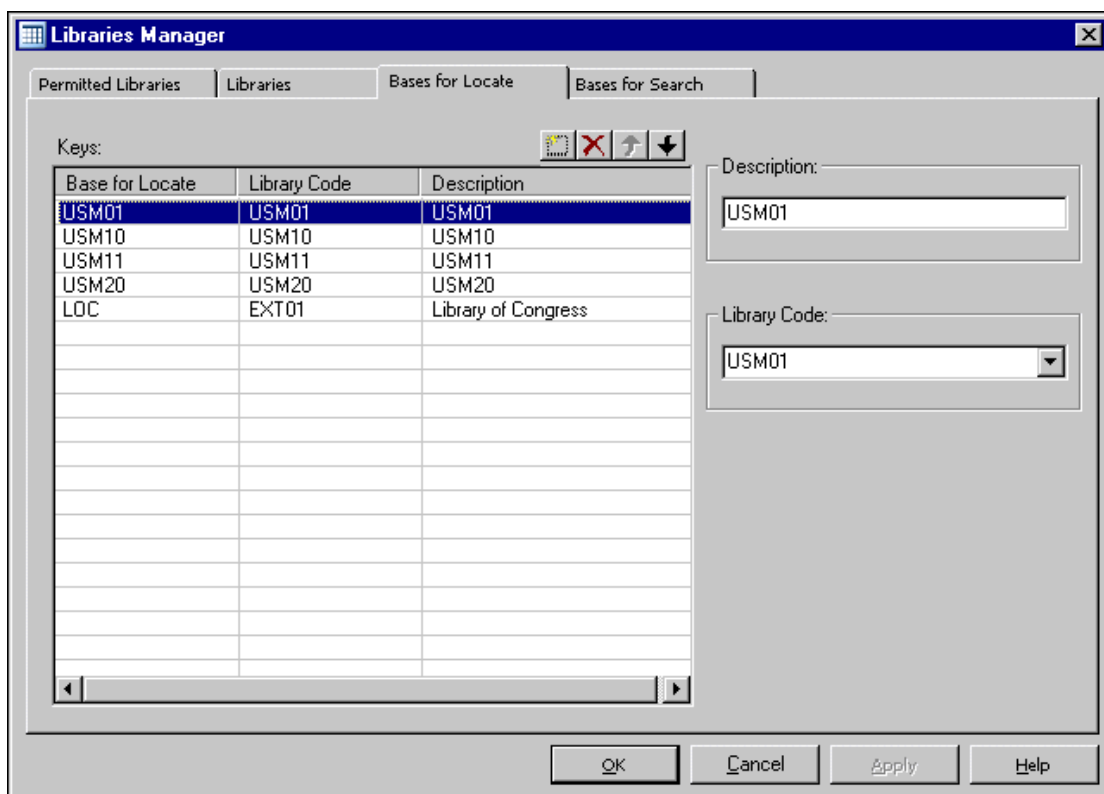 Libraries Manager
Permitted Libraries Libraries Bases for Locate Bases for Search
Keys:
Base for Locate Library Code Description
USM01 USM01 USM01
USM10 USM10 USM10
USM11 USM11 USM11
USM20 USM20 USM20
LOC EXT01 Library of Congress
Description:
USM01
Library Code:
USM01
OK Cancel Apply Help